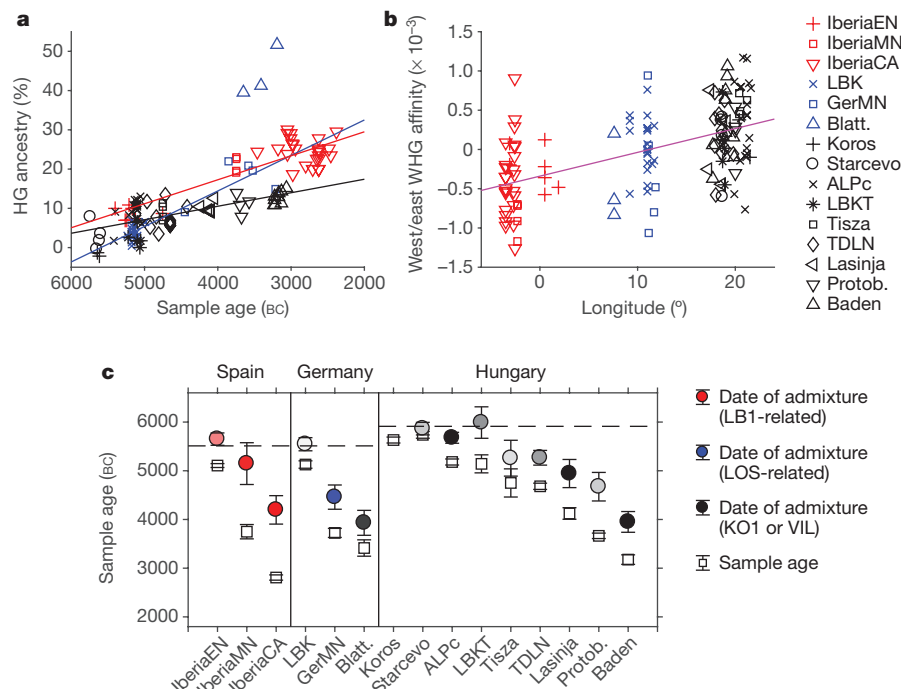 a
HG ancestry (%)
50
40
30
20
10
0
6000 5000 4000 3000 2000
Sample age (BC)
b
West/east WHG affinity (× 10⁻³)
1.5
1.0
0.5
0
−0.5
−1.0
−1.5
0 10 20
Longitude (º)
IberiaEN
IberiaMN
IberiaCA
LBK
GerMN
Blatt.
Koros
Starcevo
ALPc
LBKT
Tisza
TDLN
Lasinja
Protob.
Baden
c
Spain Germany Hungary
Sample age (BC)
6000
5000
4000
3000
2000
IberiaEN IberiaMN IberiaCA LBK GerMN Blatt. Koros Starcevo ALPc LBKT Tisza TDLN Lasinja Protob. Baden
Date of admixture
(LB1-related)
Date of admixture
(LOS-related)
Date of admixture
(KO1 or VIL)
Sample age